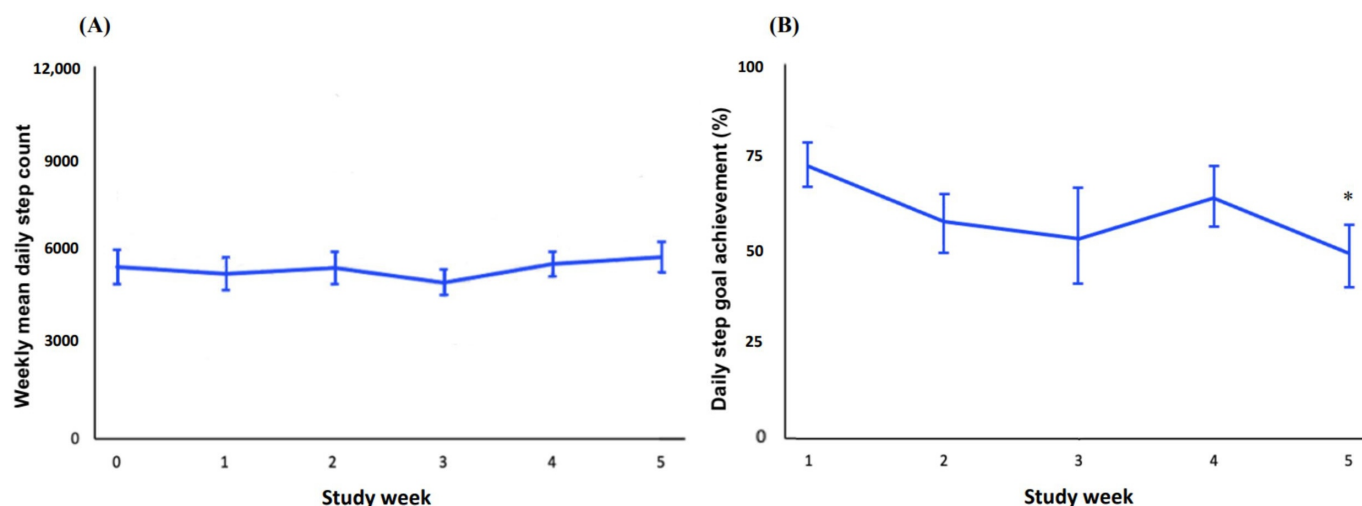 (A)
Weekly mean daily step count
12,000
9000
6000
3000
0
0 1 2 3 4 5
Study week
(B)
Daily step goal achievement (%)
100
75
50
25
0
*
1 2 3 4 5
Study week